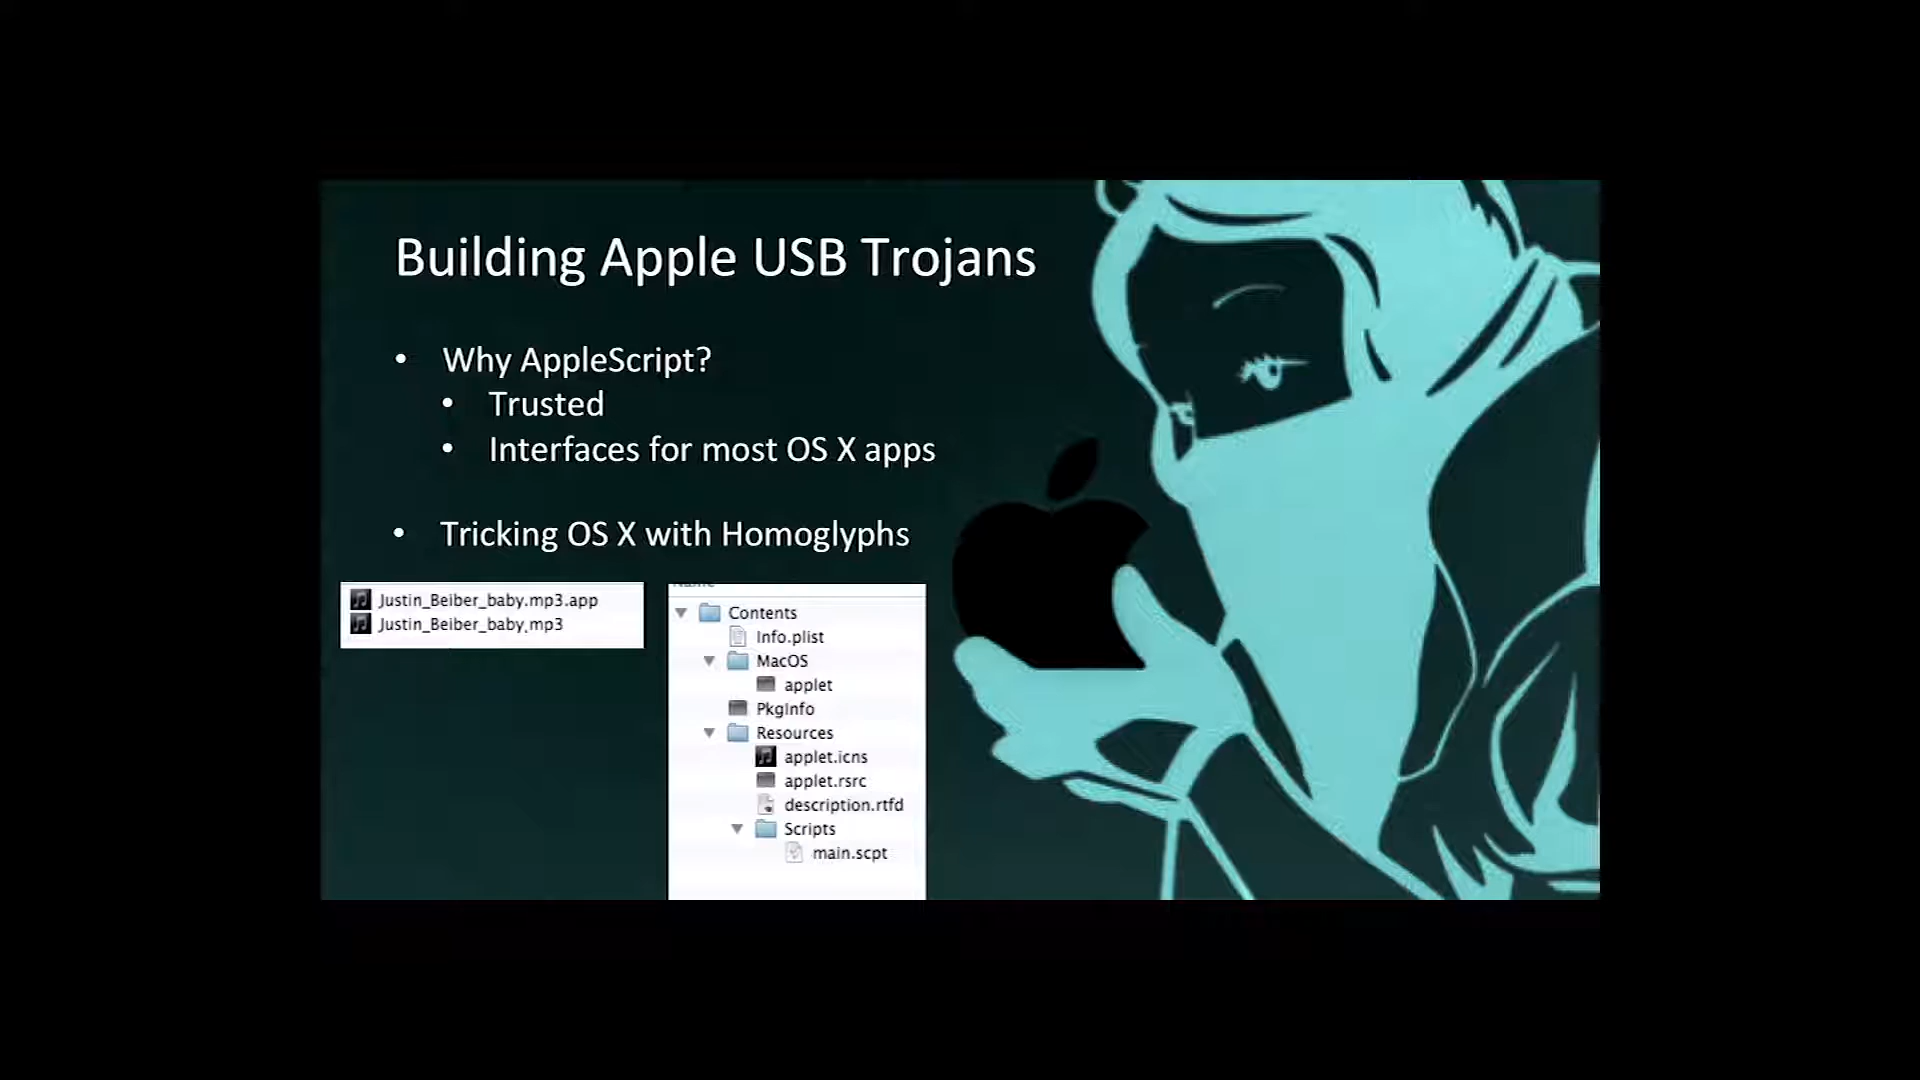 Building Apple USB Trojans
• Why AppleScript?
• Trusted
• Interfaces for most OS X apps
• Tricking OS X with Homoglyphs
Justin_Beiber_baby.mp3.app
Justin_Beiber_baby.mp3
Name
Contents
Info.plist
MacOS
applet
PkgInfo
Resources
applet.icns
applet.rsrc
description.rtfd
Scripts
main.scpt